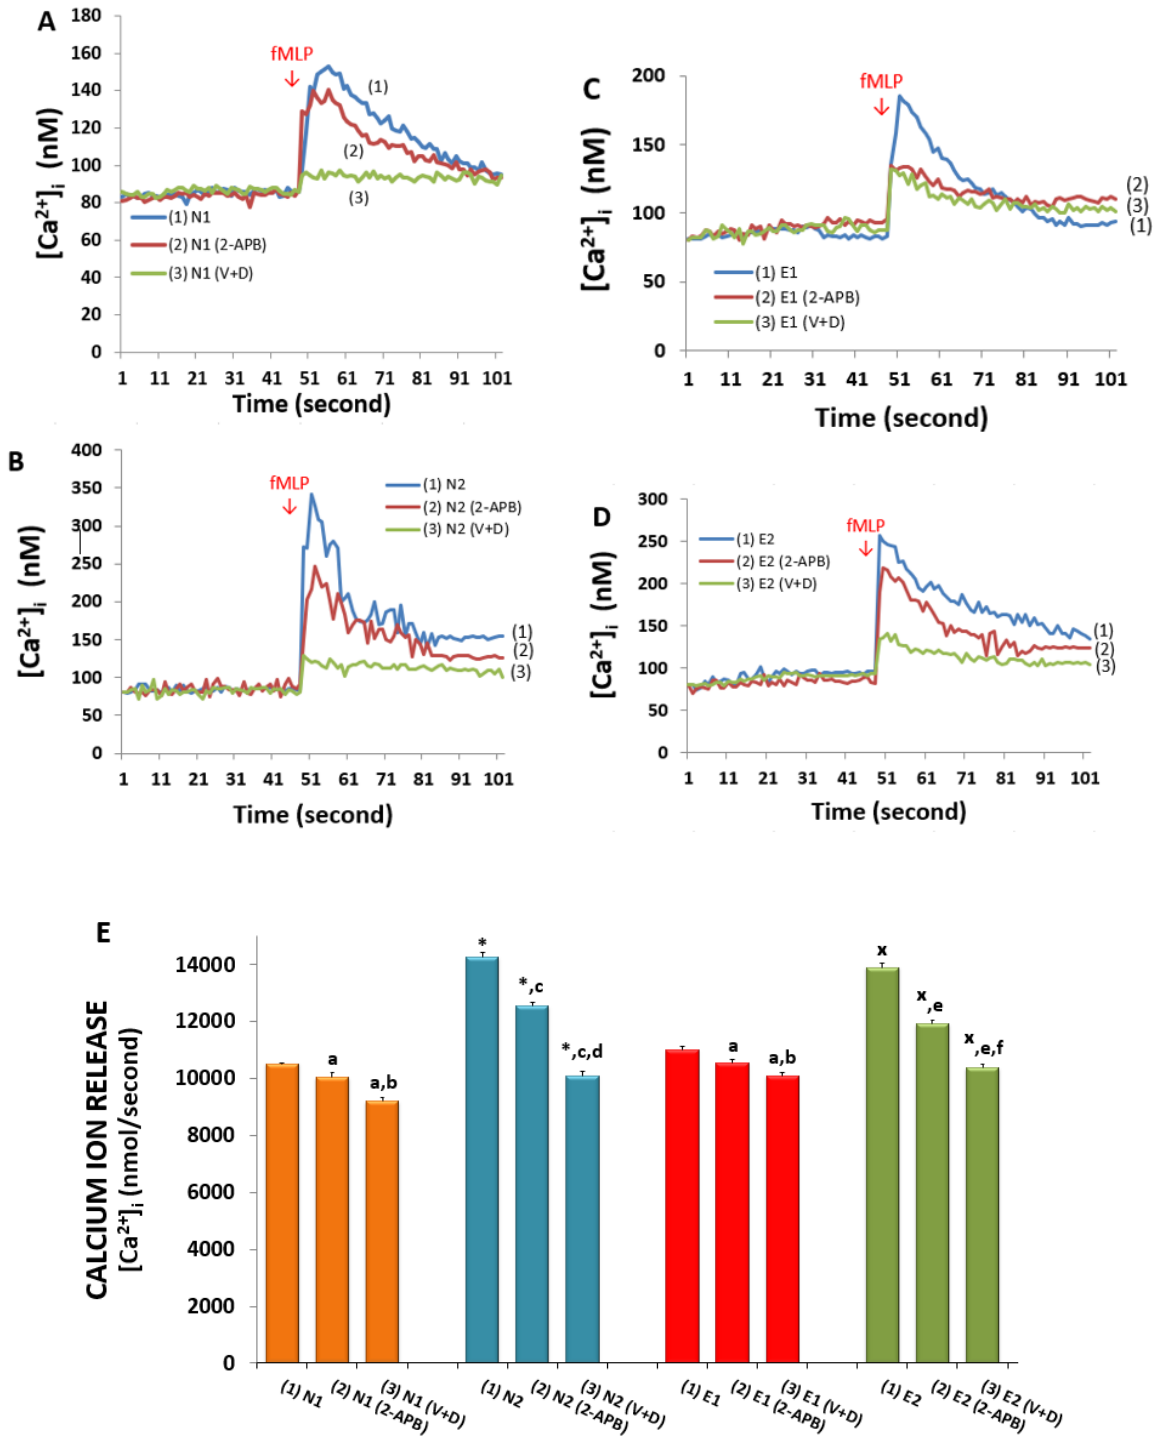 A
180
160
140
120
100
80
60
40
20
0
[Ca²⁺]ᵢ (nM)
fMLP
(1)
(2)
(3)
(1) N1
(2) N1 (2-APB)
(3) N1 (V+D)
1 11 21 31 41 51 61 71 81 91 101
Time (second)
C
200
150
100
50
0
[Ca²⁺]ᵢ (nM)
fMLP
(2)
(3)
(1)
(1) E1
(2) E1 (2-APB)
(3) E1 (V+D)
1 11 21 31 41 51 61 71 81 91 101
Time (second)
B
400
350
300
250
200
150
100
50
0
[Ca²⁺]ᵢ (nM)
fMLP
(1) N2
(2) N2 (2-APB)
(3) N2 (V+D)
(1)
(2)
(3)
1 11 21 31 41 51 61 71 81 91 101
Time (second)
D
300
250
200
150
100
50
0
[Ca²⁺]ᵢ (nM)
fMLP
(1) E2
(2) E2 (2-APB)
(3) E2 (V+D)
(1)
(2)
(3)
1 11 21 31 41 51 61 71 81 91 101
Time (second)
E
CALCIUM ION RELEASE
[Ca²⁺]ᵢ (nmol/second)
14000
12000
10000
8000
6000
4000
2000
0
a
a,b
*
*,c
*,c,d
a
a,b
x
x
,e
x
,e,f
(1) N1
(2) N1 (2-APB)
(3) N1 (V+D)
(1) N2
(2) N2 (2-APB)
(3) N2 (V+D)
(1) E1
(2) E1 (2-APB)
(3) E1 (V+D)
(1) E2
(2) E2 (2-APB)
(3) E2 (V+D)